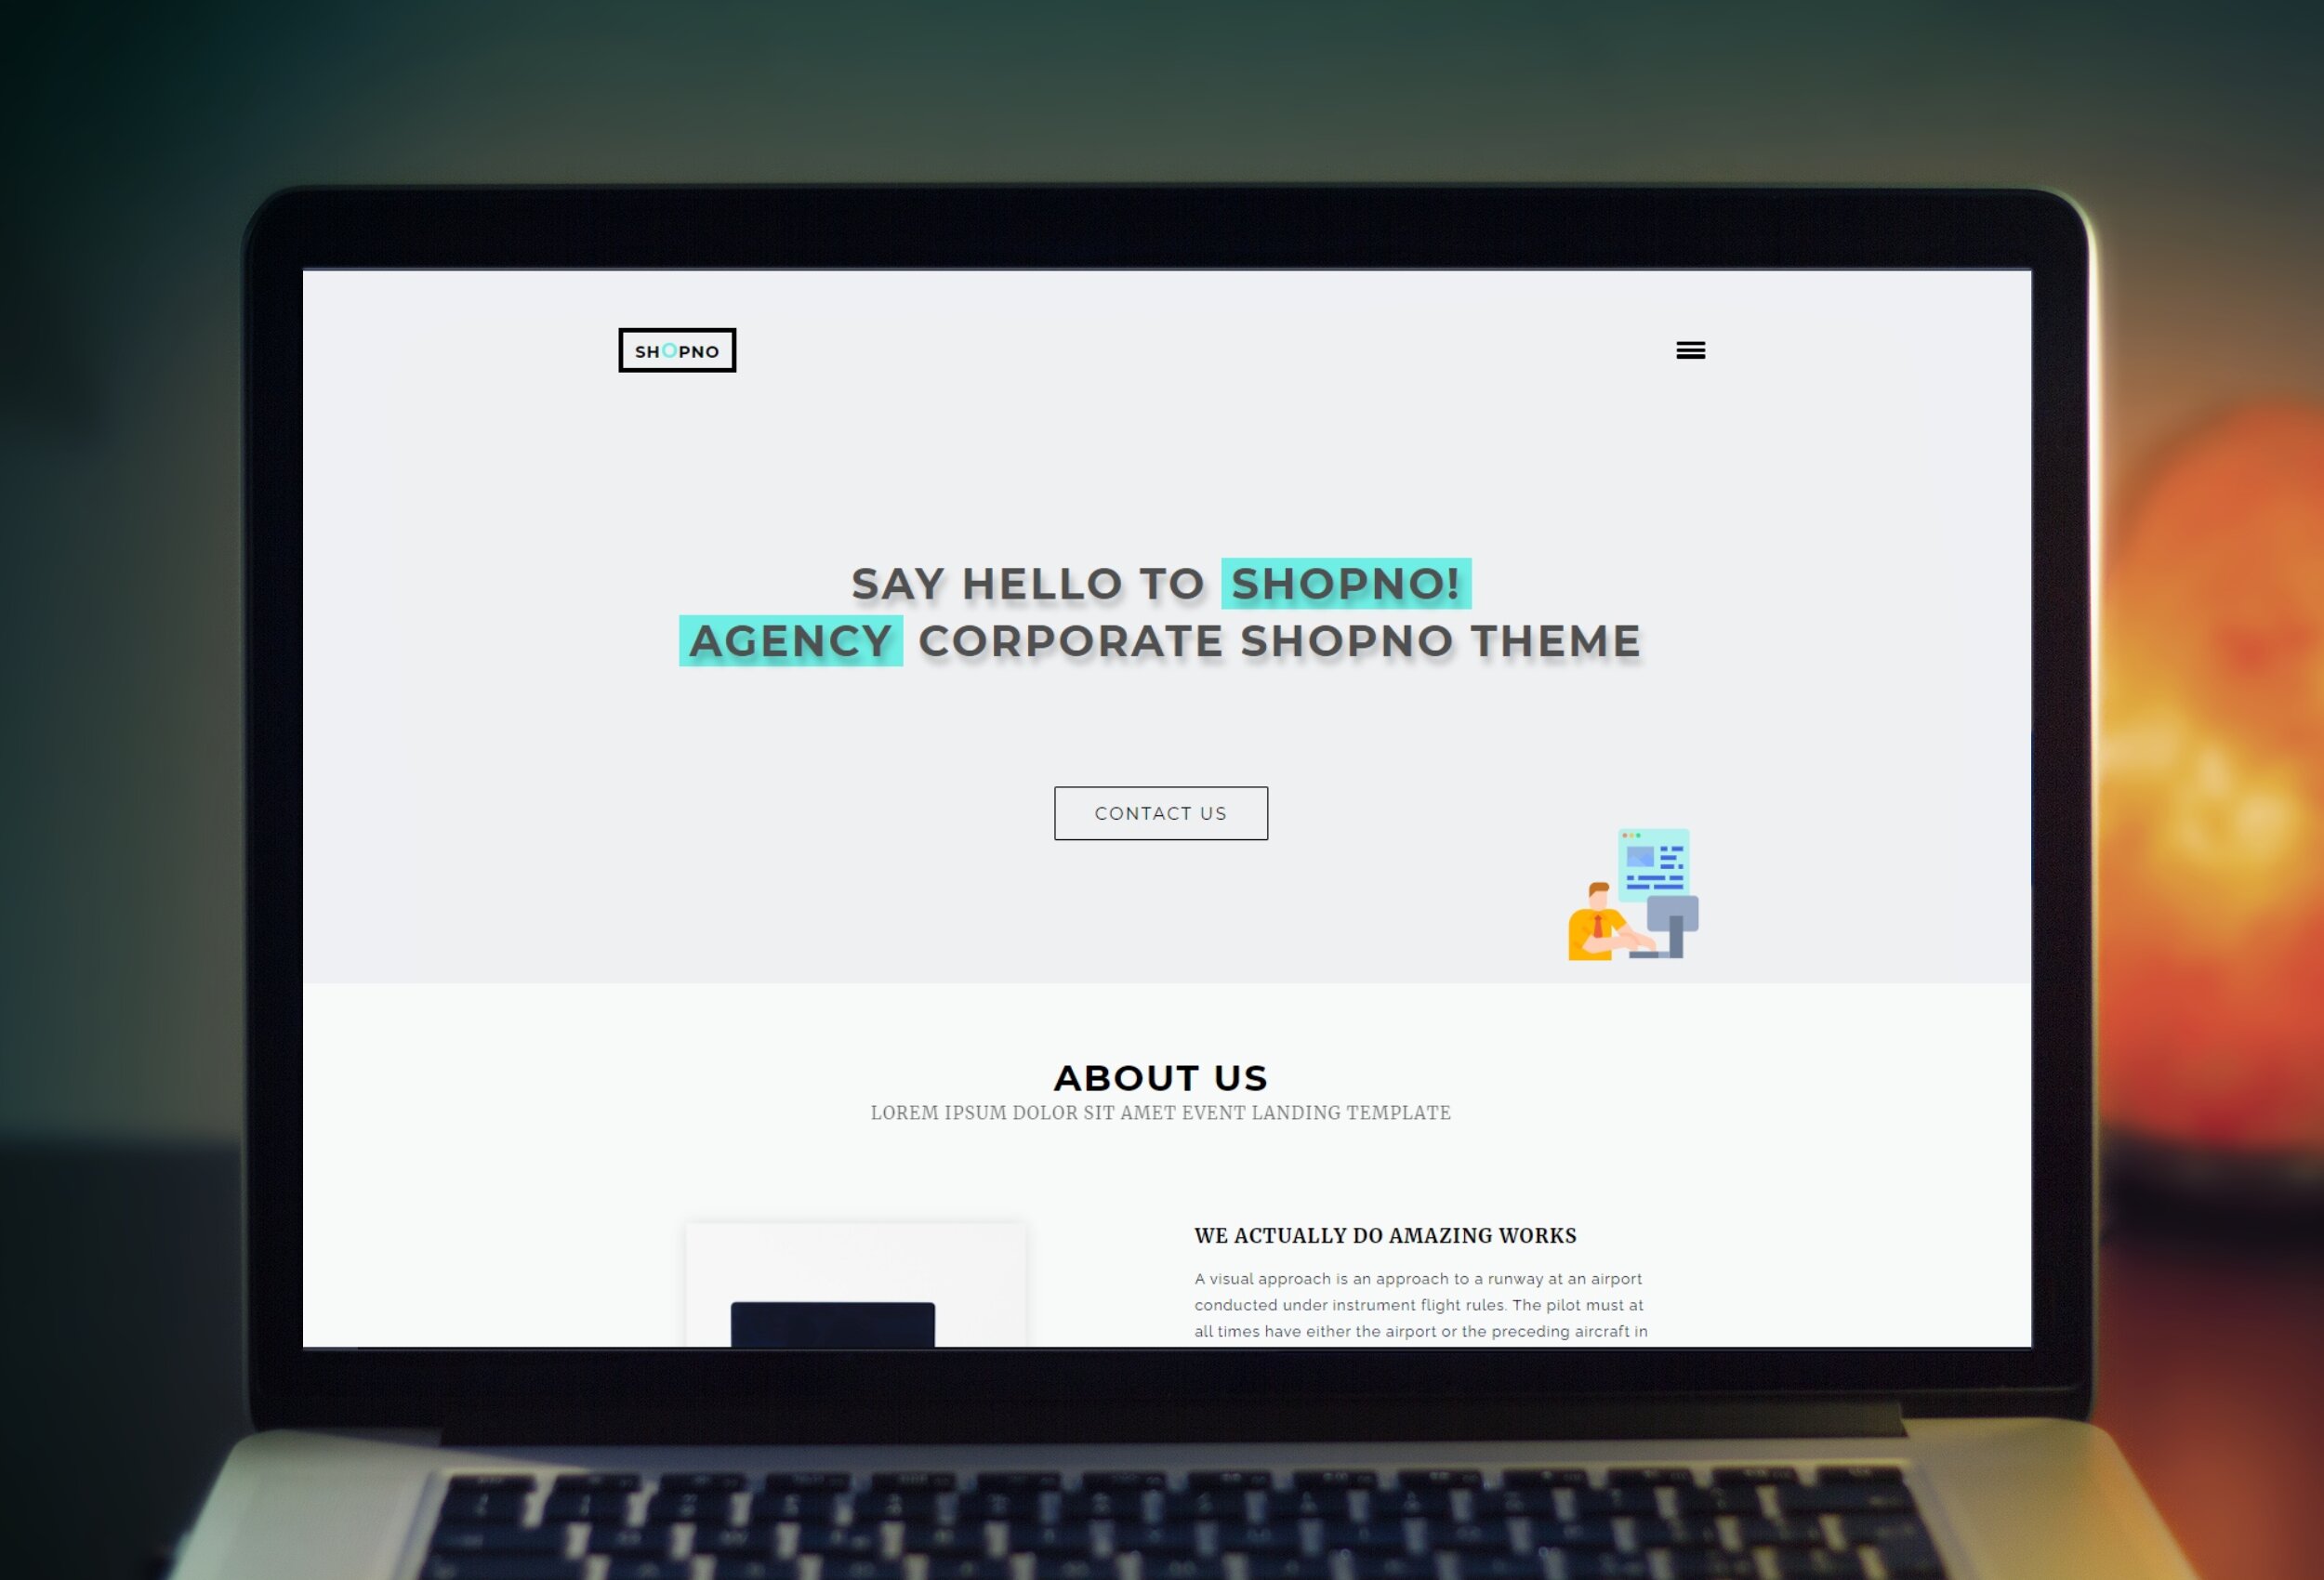 SHOPNO
SAY HELLO TO SHOPNO!
AGENCY CORPORATE SHOPNO THEME
CONTACT US
ABOUT US
LOREM IPSUM DOLOR SIT AMET EVENT LANDING TEMPLATE
WE ACTUALLY DO AMAZING WORKS
A visual approach is an approach to a runway at an airport
conducted under instrument flight rules. The pilot must at
all times have either the airport or the preceding aircraft in